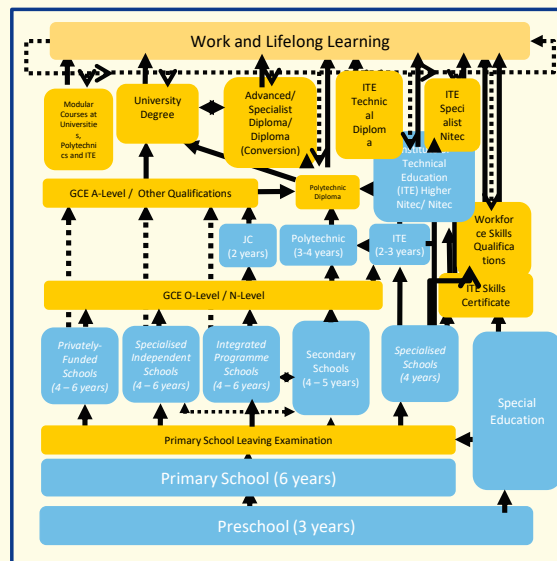 Work and Lifelong Learning
Modular
Courses at
Universitie
s,
Polytechni
cs and ITE
University
Degree
Advanced/
Specialist
Diploma/
Diploma
(Conversion)
ITE
Technic
al
Diplom
a
ITE
Speci
alist
Nitec
Technical
Education
(ITE) Higher
Nitec/ Nitec
GCE A-Level / Other Qualifications
Polytechnic
Diploma
Workfor
ce Skills
Qualifica
tions
JC
(2 years)
Polytechnic
(3-4 years)
ITE
(2-3 years)
ITE Skills
Certificate
GCE O-Level / N-Level
Privately-
Funded
Schools
(4 – 6 years)
Specialised
Independent
Schools
(4 – 6 years)
Integrated
Programme
Schools
(4 – 6 years)
Secondary
Schools
(4 – 5 years)
Specialised
Schools
(4 years)
Special
Education
Primary School Leaving Examination
Primary School (6 years)
Preschool (3 years)